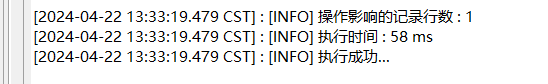 [2024-04-22 13:33:19.479 CST] : [INFO] 操作影响的记录行数 : 1
[2024-04-22 13:33:19.479 CST] : [INFO] 执行时间 : 58 ms
[2024-04-22 13:33:19.479 CST] : [INFO] 执行成功...